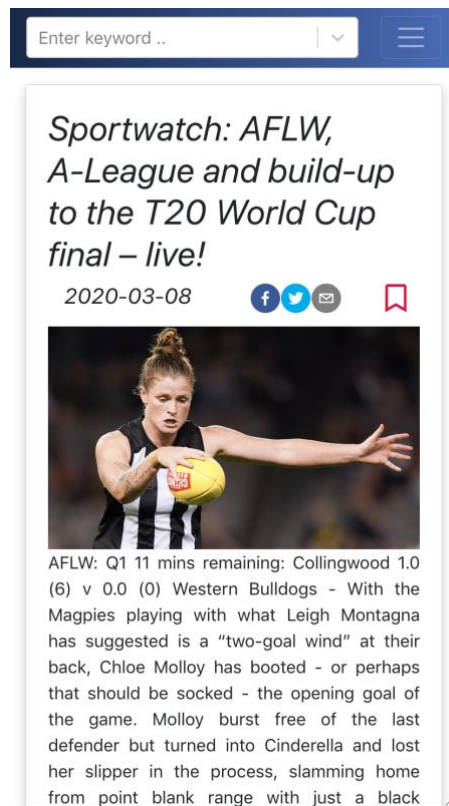 Enter keyword ..
Sportwatch: AFLW,
A-League and build-up
to the T20 World Cup
final – live!
2020-03-08
AFLW: Q1 11 mins remaining: Collingwood 1.0
(6) v 0.0 (0) Western Bulldogs - With the
Magpies playing with what Leigh Montagna
has suggested is a “two-goal wind” at their
back, Chloe Molloy has booted - or perhaps
that should be socked - the opening goal of
the game. Molloy burst free of the last
defender but turned into Cinderella and lost
her slipper in the process, slamming home
from point blank range with just a black